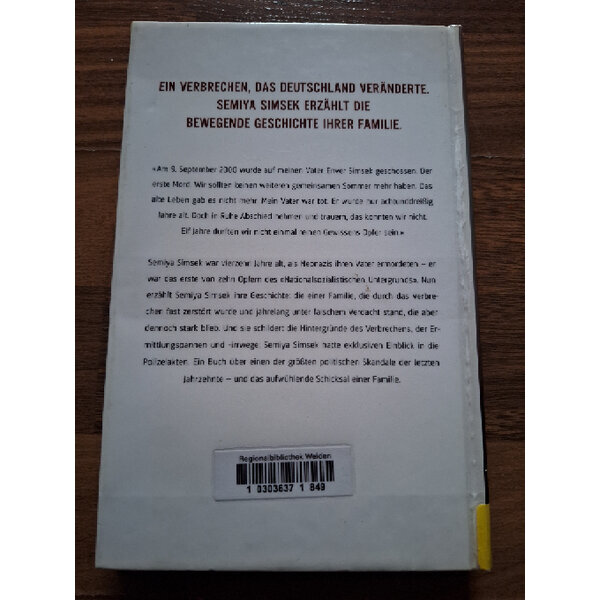 EIN VERBRECHEN, DAS DEUTSCHLAND VERÄNDERTE.
SEMIYA SIMSEK ERZÄHLT DIE
BEWEGENDE GESCHICHTE IHRER FAMILIE.
«Am 9. September 2000 wurde auf meinen Vater Enver Simsek geschossen. Der
erste Mord. Wir sollten keinen weiteren gemeinsamen Sommer mehr haben. Das
alte Leben gab es nicht mehr. Mein Vater war tot. Er wurde nur achtunddreißig
Jahre alt. Doch in Ruhe Abschied nehmen und trauern, das konnten wir nicht.
Elf Jahre durften wir nicht einmal reinen Gewissens Opfer sein.»
Semiya Simsek war vierzehn Jahre alt, als Neonazis ihren Vater ermordeten – er
war das erste von zehn Opfern des «Nationalsozialistischen Untergrunds». Nun
erzählt Semiya Simsek ihre Geschichte: die einer Familie, die durch das Verbre-
chen fast zerstört wurde und jahrelang unter falschem Verdacht stand, die aber
dennoch stark blieb. Und sie schildert die Hintergründe des Verbrechens, der Er-
mittlungspannen und -irrwege. Semiya Simsek hatte exklusiven Einblick in die
Polizeiakten. Ein Buch über einen der größten politischen Skandale der letzten
Jahrzehnte – und das aufwühlende Schicksal einer Familie.
Regionalbibliothek Weiden
1 0303637 1 849